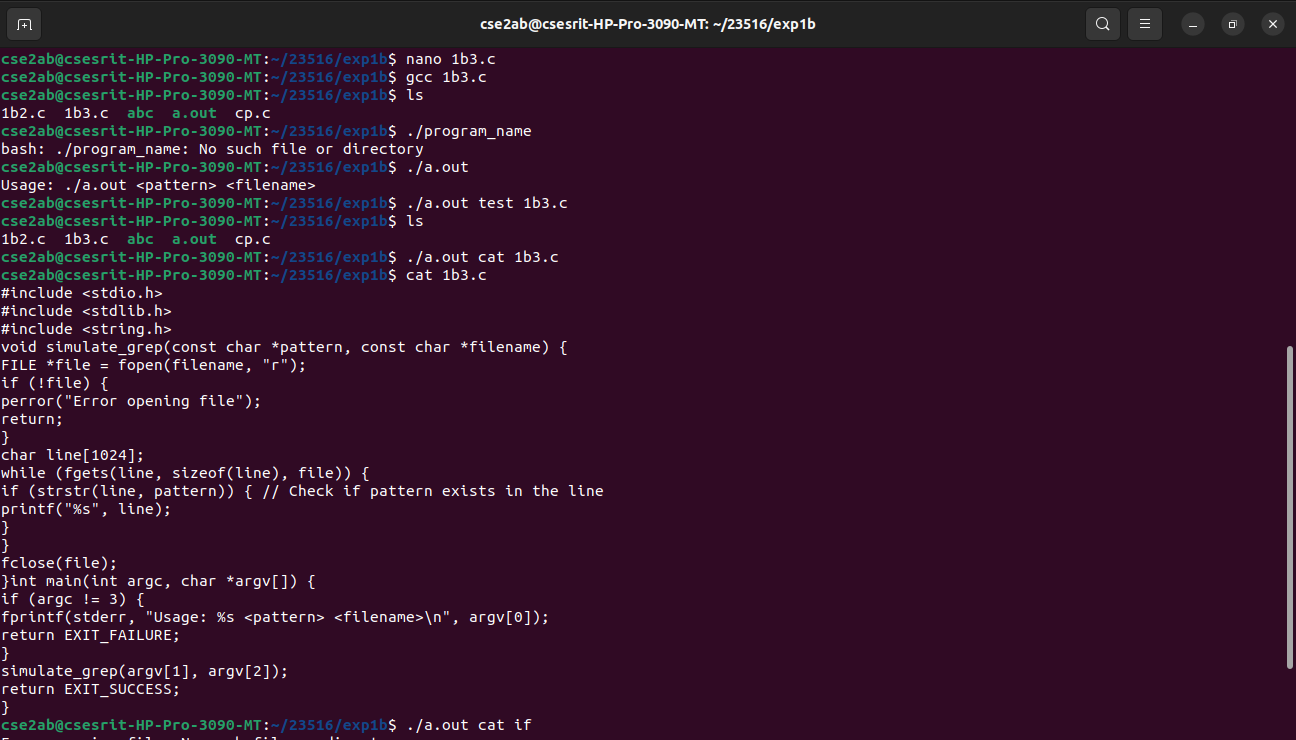 cse2ab@csesrit-HP-Pro-3090-MT: ~/23516/exp1b
cse2ab@csesrit-HP-Pro-3090-MT:~/23516/exp1b$ nano 1b3.c
cse2ab@csesrit-HP-Pro-3090-MT:~/23516/exp1b$ gcc 1b3.c
cse2ab@csesrit-HP-Pro-3090-MT:~/23516/exp1b$ ls
1b2.c  1b3.c  abc  a.out  cp.c
cse2ab@csesrit-HP-Pro-3090-MT:~/23516/exp1b$ ./program_name
bash: ./program_name: No such file or directory
cse2ab@csesrit-HP-Pro-3090-MT:~/23516/exp1b$ ./a.out
Usage: ./a.out <pattern> <filename>
cse2ab@csesrit-HP-Pro-3090-MT:~/23516/exp1b$ ./a.out test 1b3.c
cse2ab@csesrit-HP-Pro-3090-MT:~/23516/exp1b$ ls
1b2.c  1b3.c  abc  a.out  cp.c
cse2ab@csesrit-HP-Pro-3090-MT:~/23516/exp1b$ ./a.out cat 1b3.c
cse2ab@csesrit-HP-Pro-3090-MT:~/23516/exp1b$ cat 1b3.c
#include <stdio.h>
#include <stdlib.h>
#include <string.h>
void simulate_grep(const char *pattern, const char *filename) {
FILE *file = fopen(filename, "r");
if (!file) {
perror("Error opening file");
return;
}
char line[1024];
while (fgets(line, sizeof(line), file)) {
if (strstr(line, pattern)) { // Check if pattern exists in the line
printf("%s", line);
}
}
fclose(file);
}int main(int argc, char *argv[]) {
if (argc != 3) {
fprintf(stderr, "Usage: %s <pattern> <filename>\n", argv[0]);
return EXIT_FAILURE;
}
simulate_grep(argv[1], argv[2]);
return EXIT_SUCCESS;
}
cse2ab@csesrit-HP-Pro-3090-MT:~/23516/exp1b$ ./a.out cat if